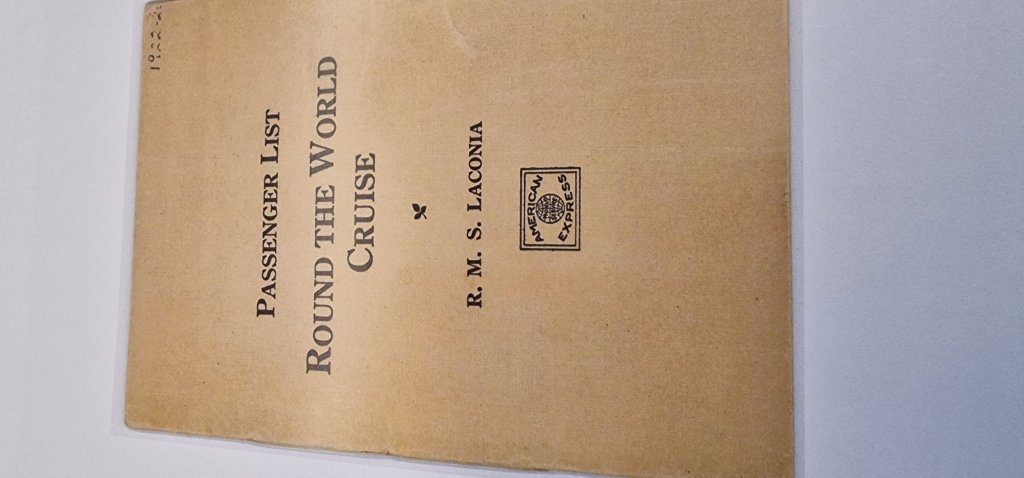 PASSENGER LIST
ROUND THE WORLD
CRUISE
R. M. S. LACONIA
AMERICAN
EXPRESS